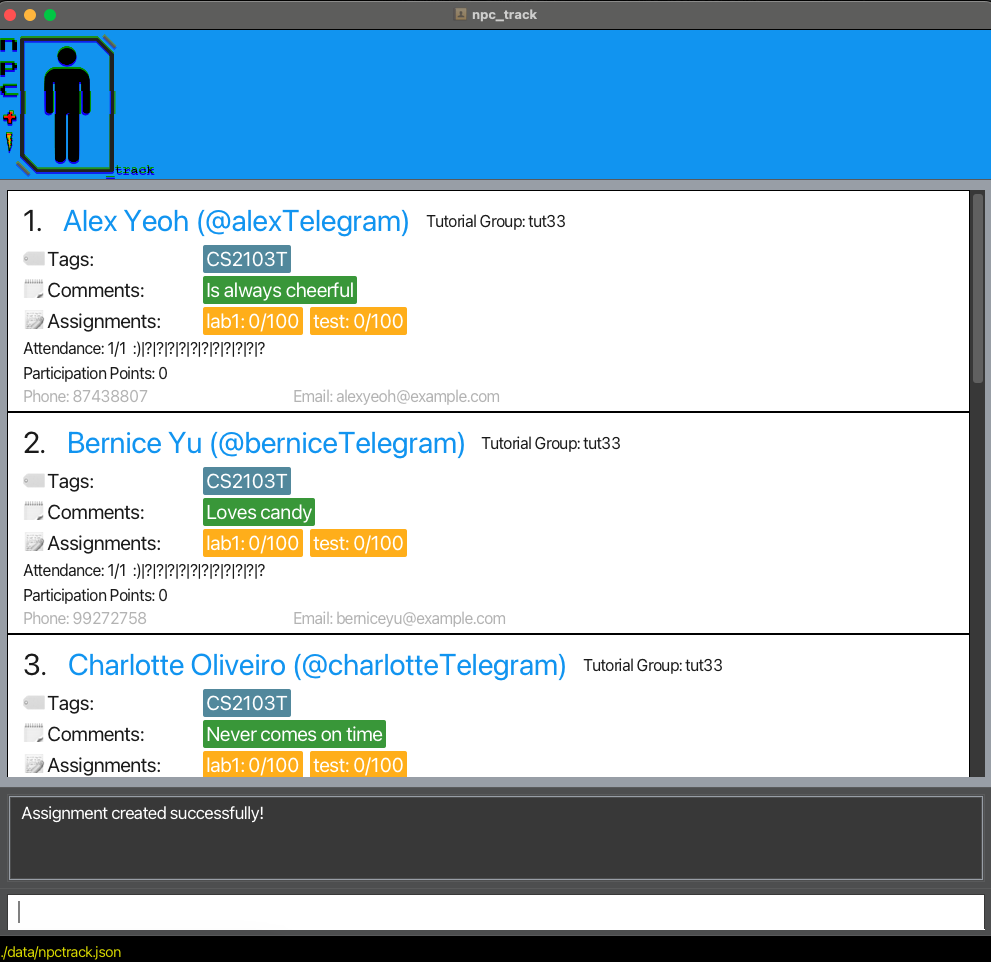 npc_track
n
P
C
_track
1. Alex Yeoh (@alexTelegram) Tutorial Group: tut33
Tags: CS2103T
Comments: Is always cheerful
Assignments: lab1: 0/100 test: 0/100
Attendance: 1/1 :)|?|?|?|?|?|?|?|?|?|?|?
Participation Points: 0
Phone: 87438807 Email: alexyeoh@example.com
2. Bernice Yu (@berniceTelegram) Tutorial Group: tut33
Tags: CS2103T
Comments: Loves candy
Assignments: lab1: 0/100 test: 0/100
Attendance: 1/1 :)|?|?|?|?|?|?|?|?|?|?|?
Participation Points: 0
Phone: 99272758 Email: berniceyu@example.com
3. Charlotte Oliveiro (@charlotteTelegram) Tutorial Group: tut33
Tags: CS2103T
Comments: Never comes on time
Assignments: lab1: 0/100 test: 0/100
Assignment created successfully!
./data/npctrack.json